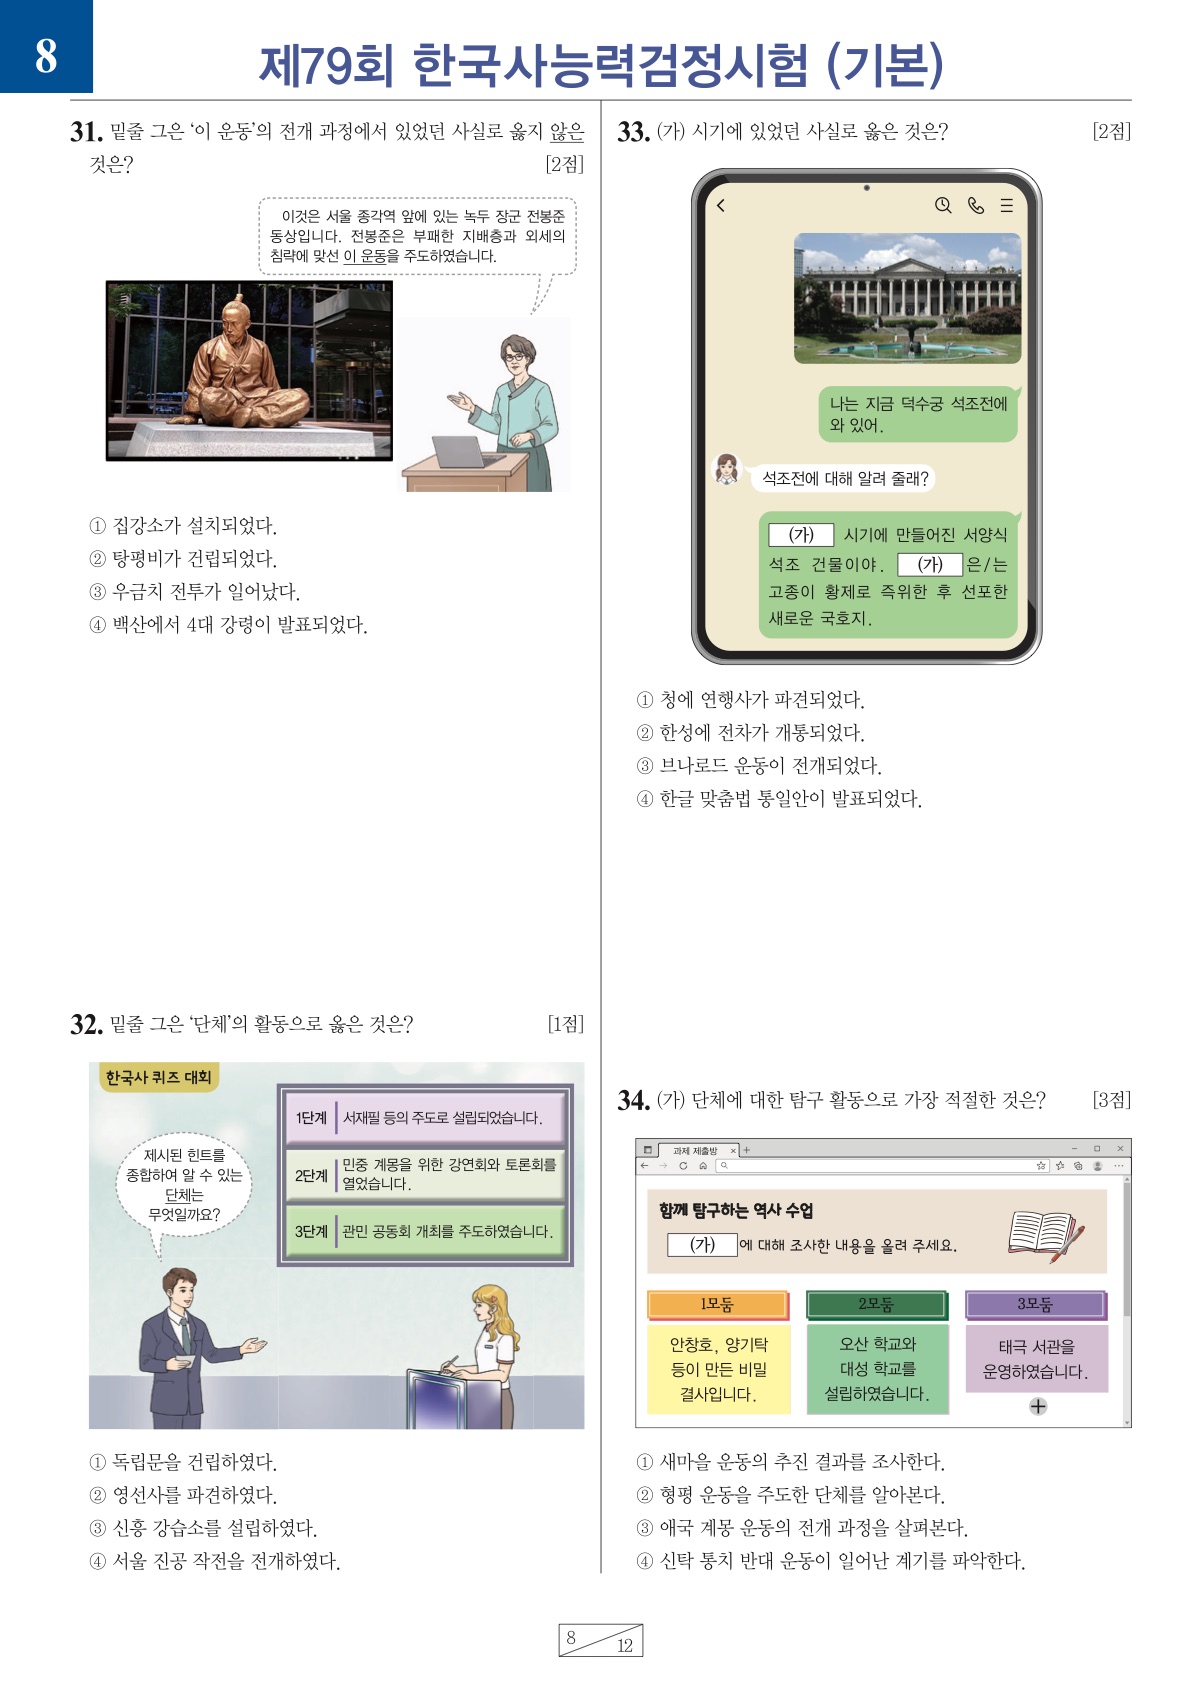 8
제79회 한국사능력검정시험 (기본)
31. 밑줄 그은 ‘이 운동’의 전개 과정에서 있었던 사실로 옳지 않은
것은? [2점]
이것은 서울 종각역 앞에 있는 녹두 장군 전봉준
동상입니다. 전봉준은 부패한 지배층과 외세의
침략에 맞선 이 운동을 주도하였습니다.
① 집강소가 설치되었다.
② 탕평비가 건립되었다.
③ 우금치 전투가 일어났다.
④ 백산에서 4대 강령이 발표되었다.
32. 밑줄 그은 ‘단체’의 활동으로 옳은 것은? [1점]
한국사 퀴즈 대회
제시된 힌트를
종합하여 알 수 있는
단체는
무엇일까요?
1단계 서재필 등의 주도로 설립되었습니다.
2단계 민중 계몽을 위한 강연회와 토론회를
열었습니다.
3단계 관민 공동회 개최를 주도하였습니다.
① 독립문을 건립하였다.
② 영선사를 파견하였다.
③ 신흥 강습소를 설립하였다.
④ 서울 진공 작전을 전개하였다.
33. (가) 시기에 있었던 사실로 옳은 것은? [2점]
나는 지금 덕수궁 석조전에
와 있어.
석조전에 대해 알려 줄래?
(가) 시기에 만들어진 서양식
석조 건물이야. (가) 은/는
고종이 황제로 즉위한 후 선포한
새로운 국호지.
① 청에 연행사가 파견되었다.
② 한성에 전차가 개통되었다.
③ 브나로드 운동이 전개되었다.
④ 한글 맞춤법 통일안이 발표되었다.
34. (가) 단체에 대한 탐구 활동으로 가장 적절한 것은? [3점]
과제 제출방
함께 탐구하는 역사 수업
(가) 에 대해 조사한 내용을 올려 주세요.
1모둠
안창호, 양기탁
등이 만든 비밀
결사입니다.
2모둠
오산 학교와
대성 학교를
설립하였습니다.
3모둠
태극 서관을
운영하였습니다.
① 새마을 운동의 추진 결과를 조사한다.
② 형평 운동을 주도한 단체를 알아본다.
③ 애국 계몽 운동의 전개 과정을 살펴본다.
④ 신탁 통치 반대 운동이 일어난 계기를 파악한다.
8
12